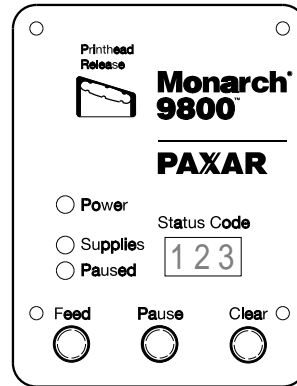 Printhead
Release
Monarch®
9800™
PAXAR
Power
Status Code
Supplies
123
Paused
Feed Pause Clear